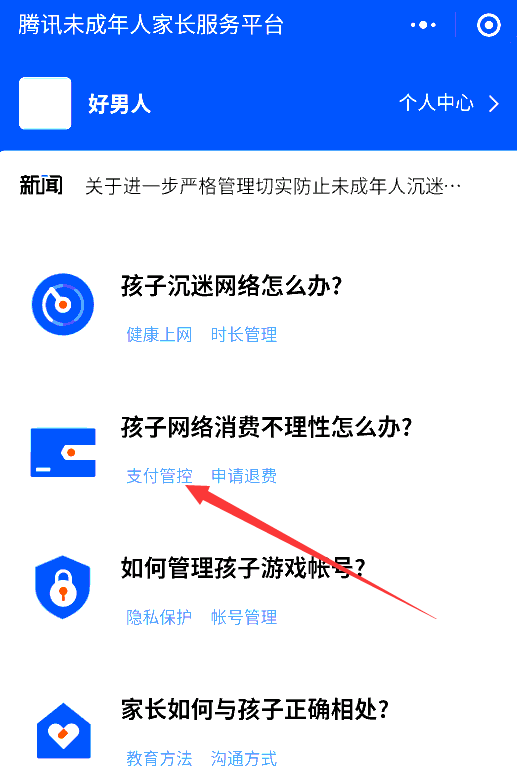 腾讯未成年人家长服务平台
好男人 个人中心
新闻 关于进一步严格管理切实防止未成年人沉迷…
孩子沉迷网络怎么办?
健康上网 时长管理
孩子网络消费不理性怎么办?
支付管控 申请退费
如何管理孩子游戏帐号?
隐私保护 帐号管理
家长如何与孩子正确相处?
教育方法 沟通方式